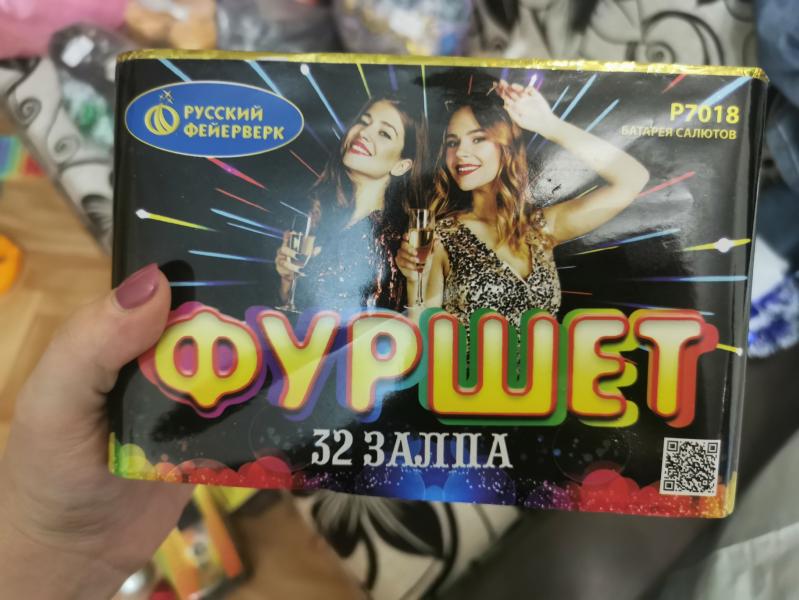 РУССКИЙ
ФЕЙЕРВЕРК
Р7018
БАТАРЕЯ САЛЮТОВ
ФУРШЕТ
32 ЗАЛПА